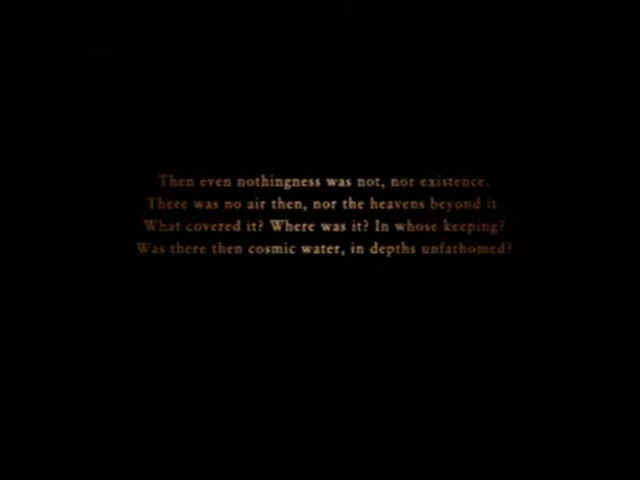 Then even nothingness was not, nor existence.
There was no air then, nor the heavens beyond it.
What covered it? Where was it? In whose keeping?
Was there then cosmic water, in depths unfathomed?